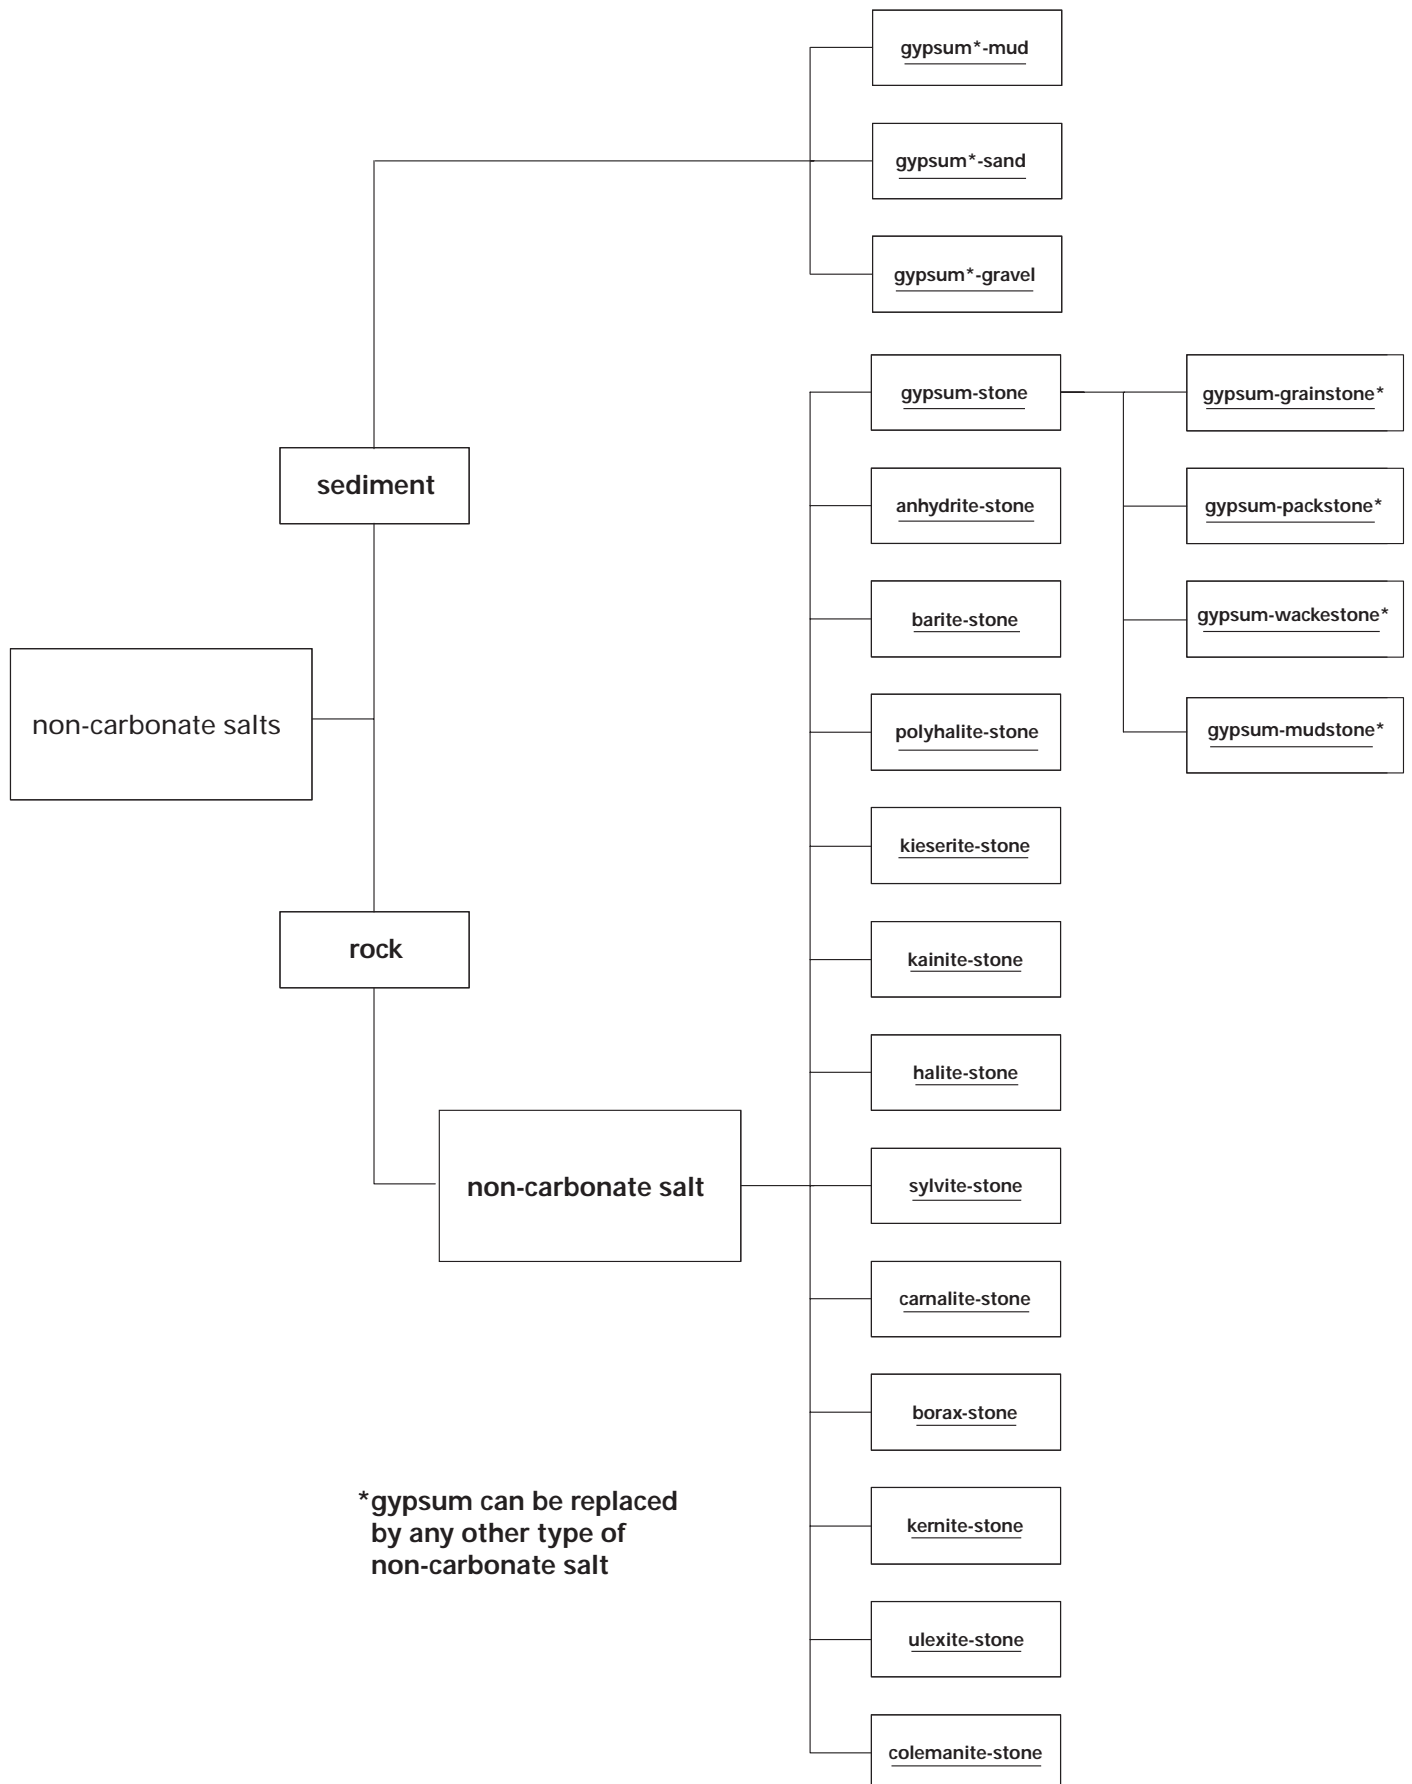 gypsum*-mud
gypsum*-sand
gypsum*-gravel
gypsum-stone
gypsum-grainstone*
sediment
anhydrite-stone
gypsum-packstone*
barite-stone
gypsum-wackestone*
non-carbonate salts
polyhalite-stone
gypsum-mudstone*
kieserite-stone
rock
kainite-stone
halite-stone
non-carbonate salt
sylvite-stone
carnalite-stone
borax-stone
*gypsum can be replaced
by any other type of
non-carbonate salt
kernite-stone
ulexite-stone
colemanite-stone